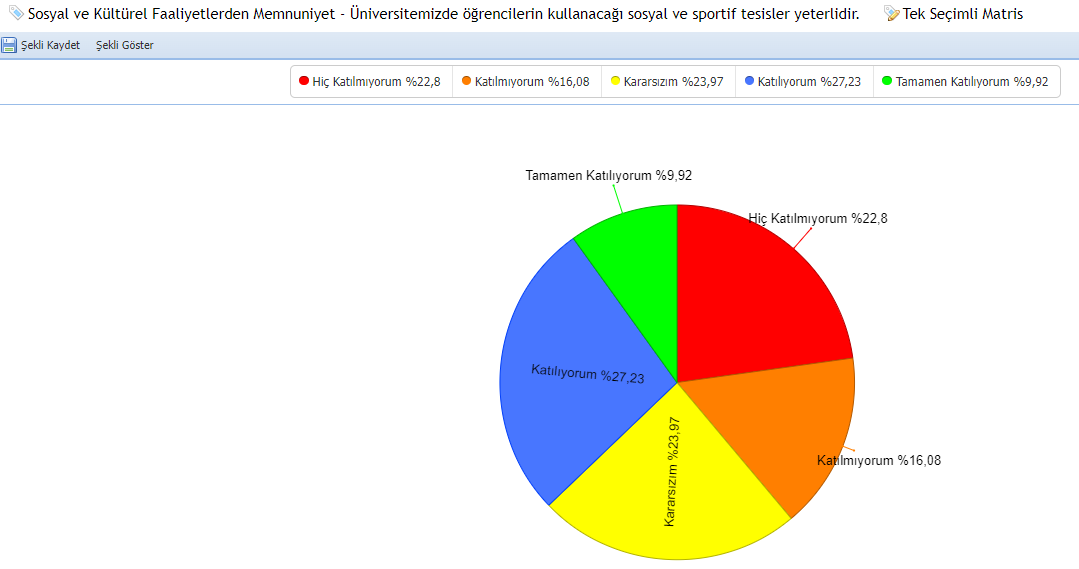 Sosyal ve Kültürel Faaliyetlerden Memnuniyet - Üniversitemizde öğrencilerin kullanacağı sosyal ve sportif tesisler yeterlidir. Tek Seçimli Matris
Şekli Kaydet Şekli Göster
Hiç Katılmıyorum %22,8 Katılmıyorum %16,08 Kararsızım %23,97 Katılıyorum %27,23 Tamamen Katılıyorum %9,92
Tamamen Katılıyorum %9,92
Hiç Katılmıyorum %22,8
Katılıyorum %27,23
Kararsızım %23,97
Katılmıyorum %16,08